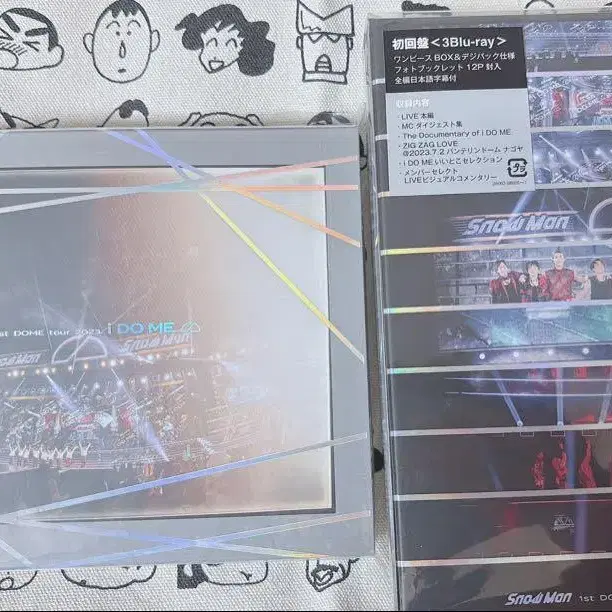 初回盤<3Blu-ray>
ワンピースBOX&デジパック仕様
フォトブックレット 12P 封入
全編日本語字幕付
収録内容
・LIVE 本編
・MC ダイジェスト集
・The Documentary of i DO ME
・ZIG ZAG LOVE
@2023.7.2 バンテリンドーム ナゴヤ
・i DO ME いいとこセレクション
・メンバーセレクト
LIVEビジュアルコメンタリー
Snow Man
st DOME tour 2023 i DO ME
Snow Man
Snow Man
Snow Man 1st DO